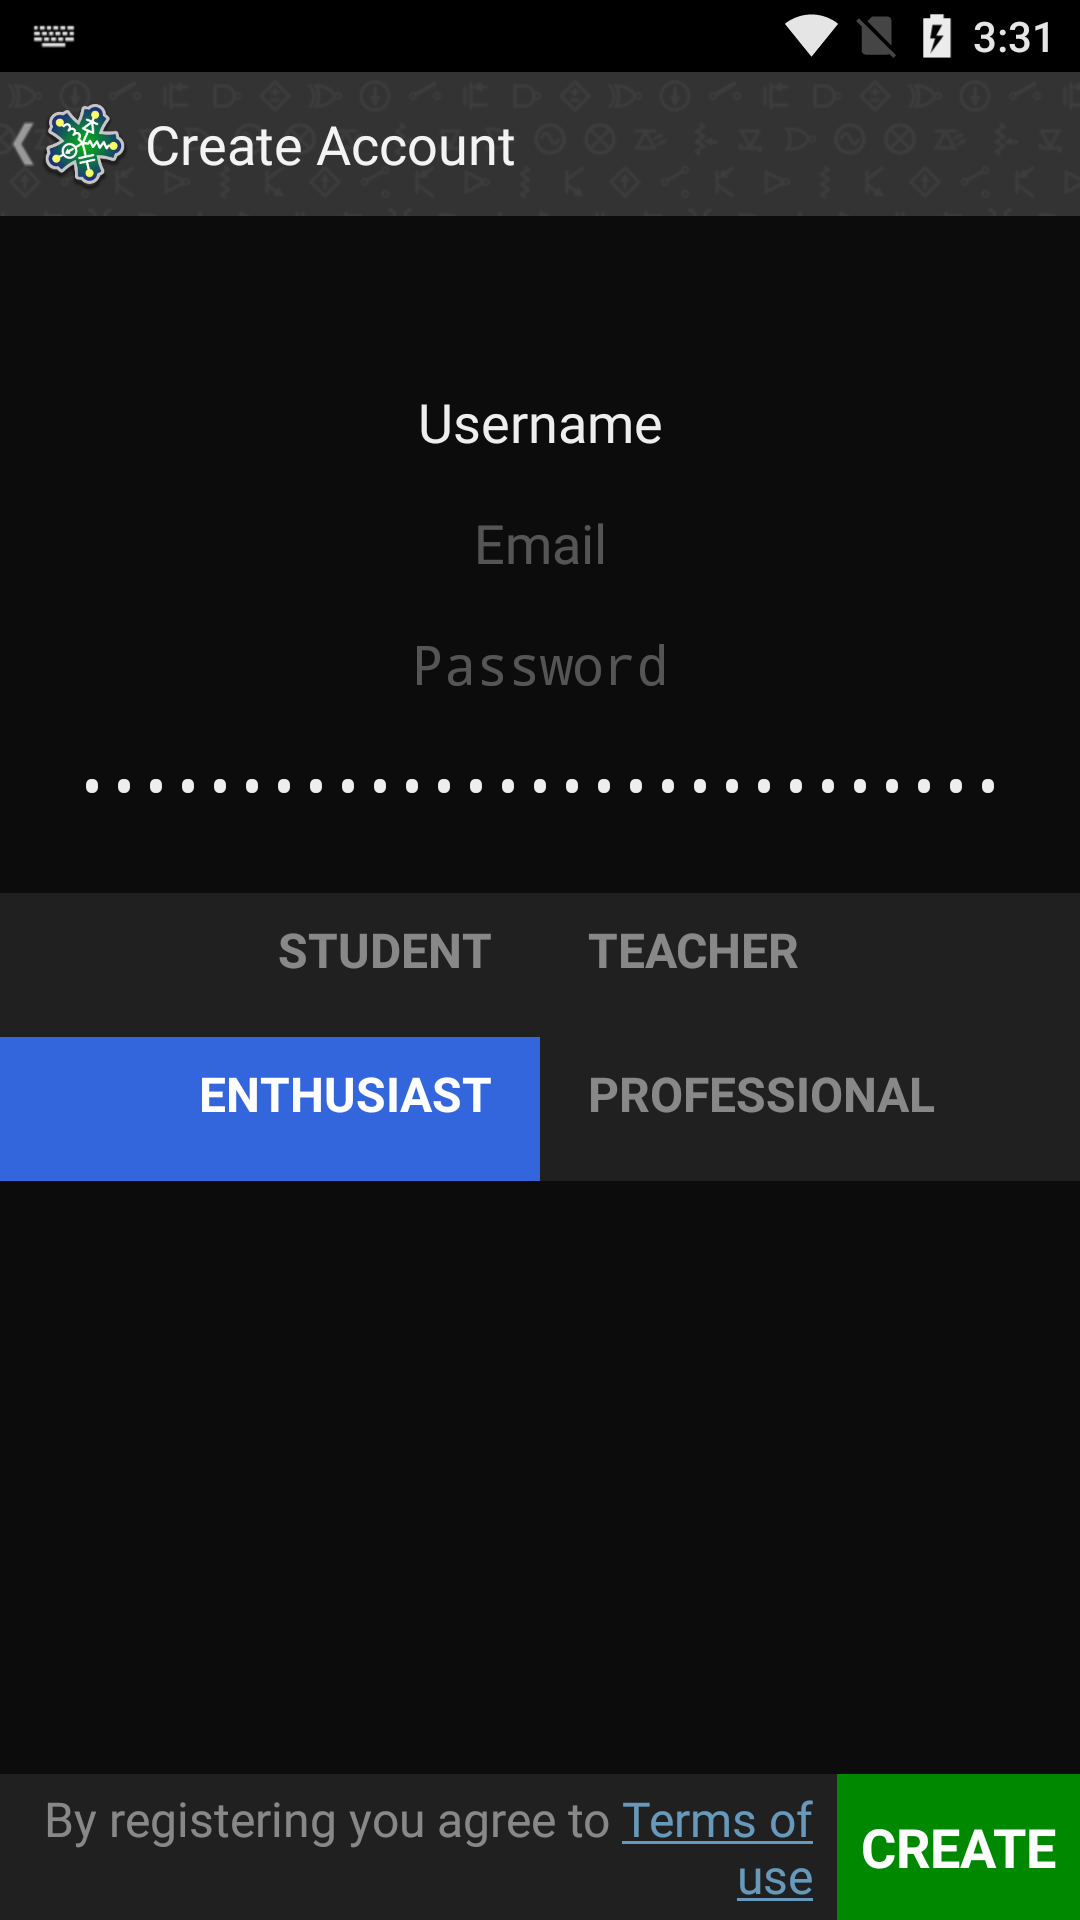 3:31
Create Account
Username
Email
Password
•••••••••••••••••••••••••••••
STUDENT
TEACHER
ENTHUSIAST
PROFESSIONAL
By registering you agree to Terms of
use
CREATE